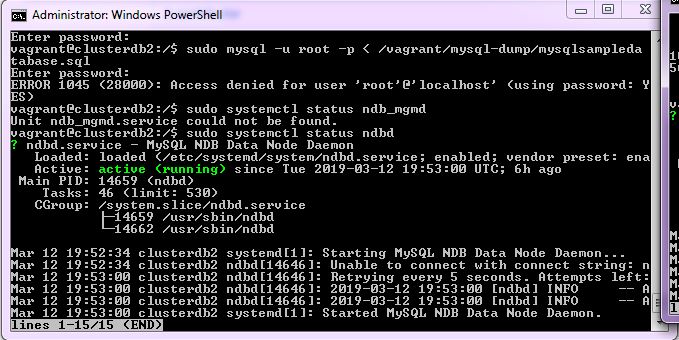 Administrator: Windows PowerShell
Enter password:
vagrant@clusterdb2:/$ sudo mysql -u root -p < /vagrant/mysql-dump/mysqlsampleda
tabase.sql
Enter password:
ERROR 1045 (28000): Access denied for user 'root'@'localhost' (using password: Y
ES)
vagrant@clusterdb2:/$ sudo systemctl status ndb_mgmd
Unit ndb_mgmd.service could not be found.
vagrant@clusterdb2:/$ sudo systemctl status ndbd
? ndbd.service - MySQL NDB Data Node Daemon
Loaded: loaded (/etc/systemd/system/ndbd.service; enabled; vendor preset: ena
Active: active (running) since Tue 2019-03-12 19:53:00 UTC; 6h ago
Main PID: 14659 (ndbd)
Tasks: 46 (limit: 530)
CGroup: /system.slice/ndbd.service
├─14659 /usr/sbin/ndbd
└─14662 /usr/sbin/ndbd
Mar 12 19:52:34 clusterdb2 systemd[1]: Starting MySQL NDB Data Node Daemon...
Mar 12 19:52:34 clusterdb2 ndbd[14646]: Unable to connect with connect string: n
Mar 12 19:53:00 clusterdb2 ndbd[14646]: Retrying every 5 seconds. Attempts left:
Mar 12 19:53:00 clusterdb2 ndbd[14646]: 2019-03-12 19:53:00 [ndbd] INFO -- A
Mar 12 19:53:00 clusterdb2 ndbd[14646]: 2019-03-12 19:53:00 [ndbd] INFO -- A
Mar 12 19:53:00 clusterdb2 systemd[1]: Started MySQL NDB Data Node Daemon.
lines 1-15/15 (END)